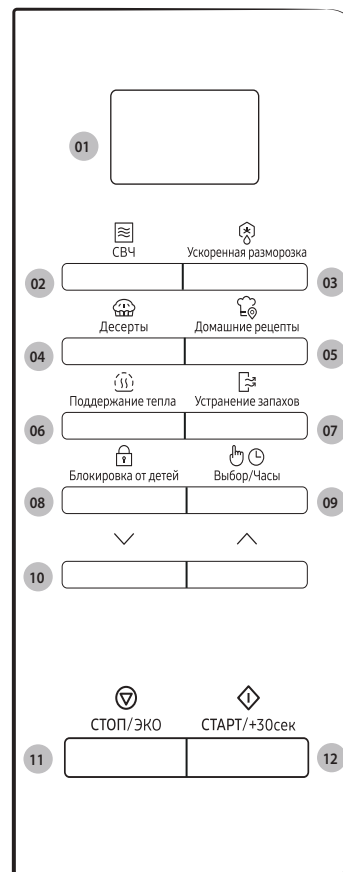 01
СВЧ
Ускоренная разморозка
02
03
Десерты
Домашние рецепты
04
05
Поддержание тепла
Устранение запахов
06
07
Блокировка от детей
Выбор/Часы
08
09
10
СТОП/ЭКО
СТАРТ/+30сек
11
12